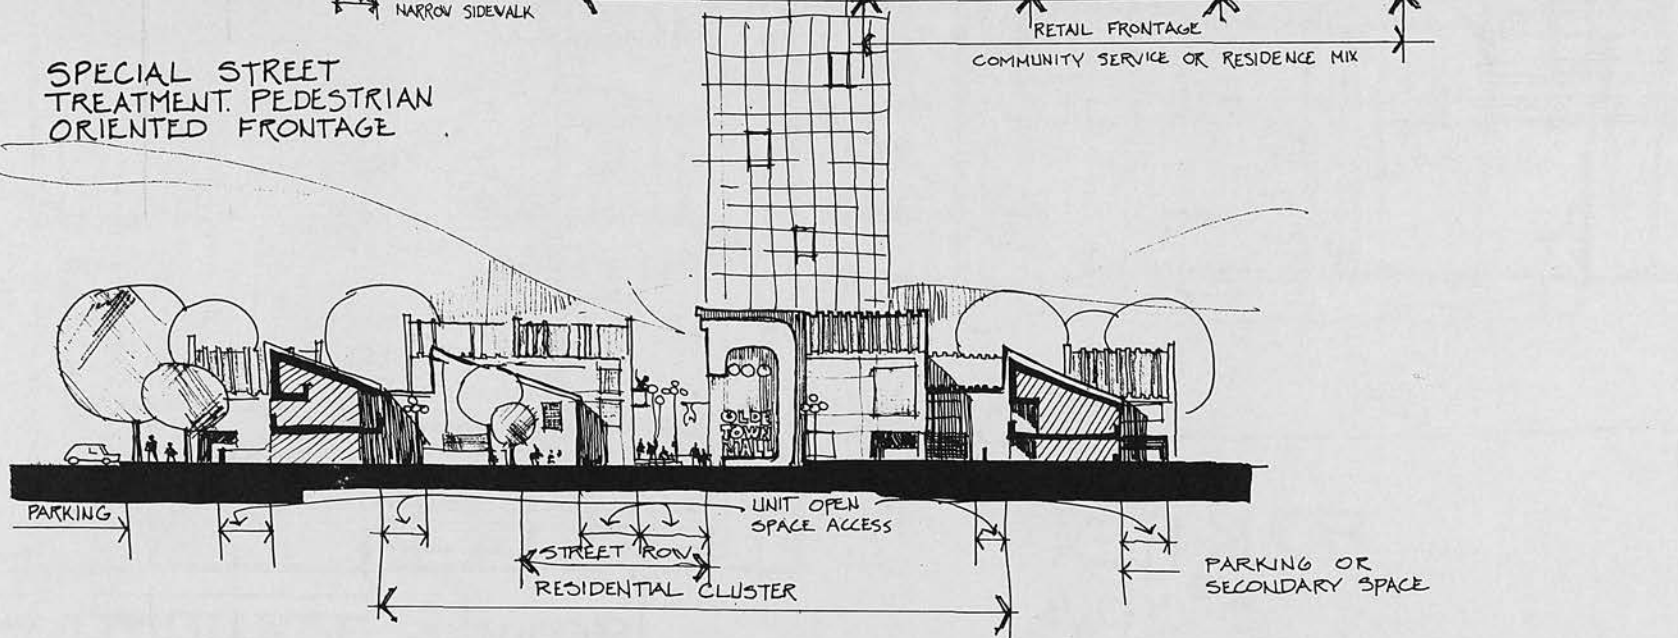 NARROW SIDEWALK
RETAIL FRONTAGE
COMMUNITY SERVICE OR RESIDENCE MIX
SPECIAL STREET
TREATMENT. PEDESTRIAN
ORIENTED FRONTAGE
OLDE
TOWN
MALL
PARKING
UNIT OPEN
SPACE ACCESS
STREET ROW
RESIDENTIAL CLUSTER
PARKING OR
SECONDARY SPACE